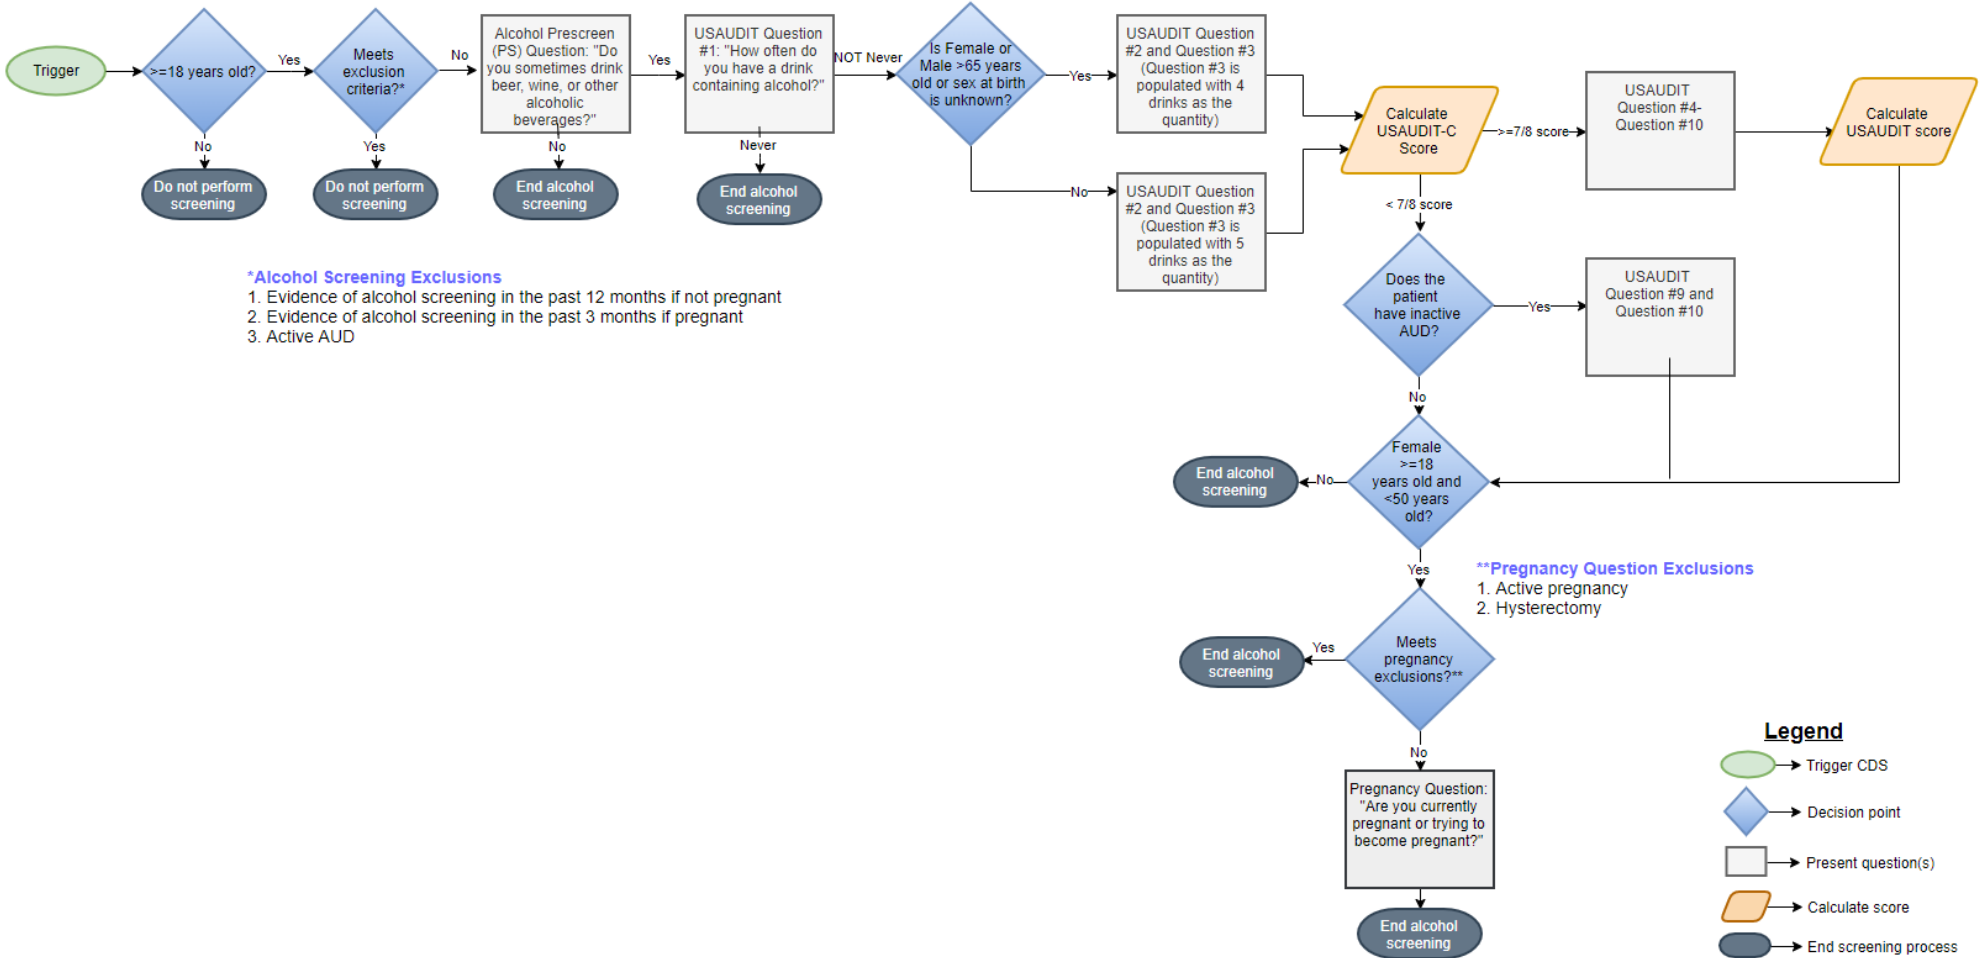 Trigger
>=18 years old?
Yes
No
Do not perform
screening
Meets
exclusion
criteria?*
No
Yes
Do not perform
screening
Alcohol Prescreen
(PS) Question: "Do
you sometimes drink
beer, wine, or other
alcoholic
beverages?"
Yes
No
End alcohol
screening
USAUDIT Question
#1: "How often do
you have a drink
containing alcohol?"
NOT Never
Never
End alcohol
screening
Is Female or
Male >65 years
old or sex at birth
is unknown?
Yes
No
USAUDIT Question
#2 and Question #3
(Question #3 is
populated with 4
drinks as the
quantity)
USAUDIT Question
#2 and Question #3
(Question #3 is
populated with 5
drinks as the
quantity)
Calculate
USAUDIT-C
Score
>=7/8 score
< 7/8 score
USAUDIT
Question #4-
Question #10
Calculate
USAUDIT score
*Alcohol Screening Exclusions
1. Evidence of alcohol screening in the past 12 months if not pregnant
2. Evidence of alcohol screening in the past 3 months if pregnant
3. Active AUD
Does the
patient
have inactive
AUD?
Yes
No
USAUDIT
Question #9 and
Question #10
Female
>=18
years old and
<50 years
old?
No
End alcohol
screening
Yes
**Pregnancy Question Exclusions
1. Active pregnancy
2. Hysterectomy
Meets
pregnancy
exclusions?**
Yes
End alcohol
screening
No
Pregnancy Question:
"Are you currently
pregnant or trying to
become pregnant?"
End alcohol
screening
Legend
Trigger CDS
Decision point
Present question(s)
Calculate score
End screening process